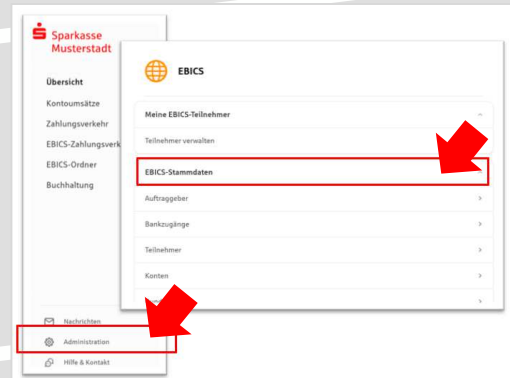 Sparkasse
Musterstadt
Übersicht
Kontoumsätze
Zahlungsverkehr
EBICS-Zahlungsverk
EBICS-Ordner
Buchhaltung
Nachrichten
Administration
Hilfe & Kontakt
EBICS
Meine EBICS-Teilnehmer
Teilnehmer verwalten
EBICS-Stammdaten
Auftraggeber
Bankzugänge
Teilnehmer
Konten